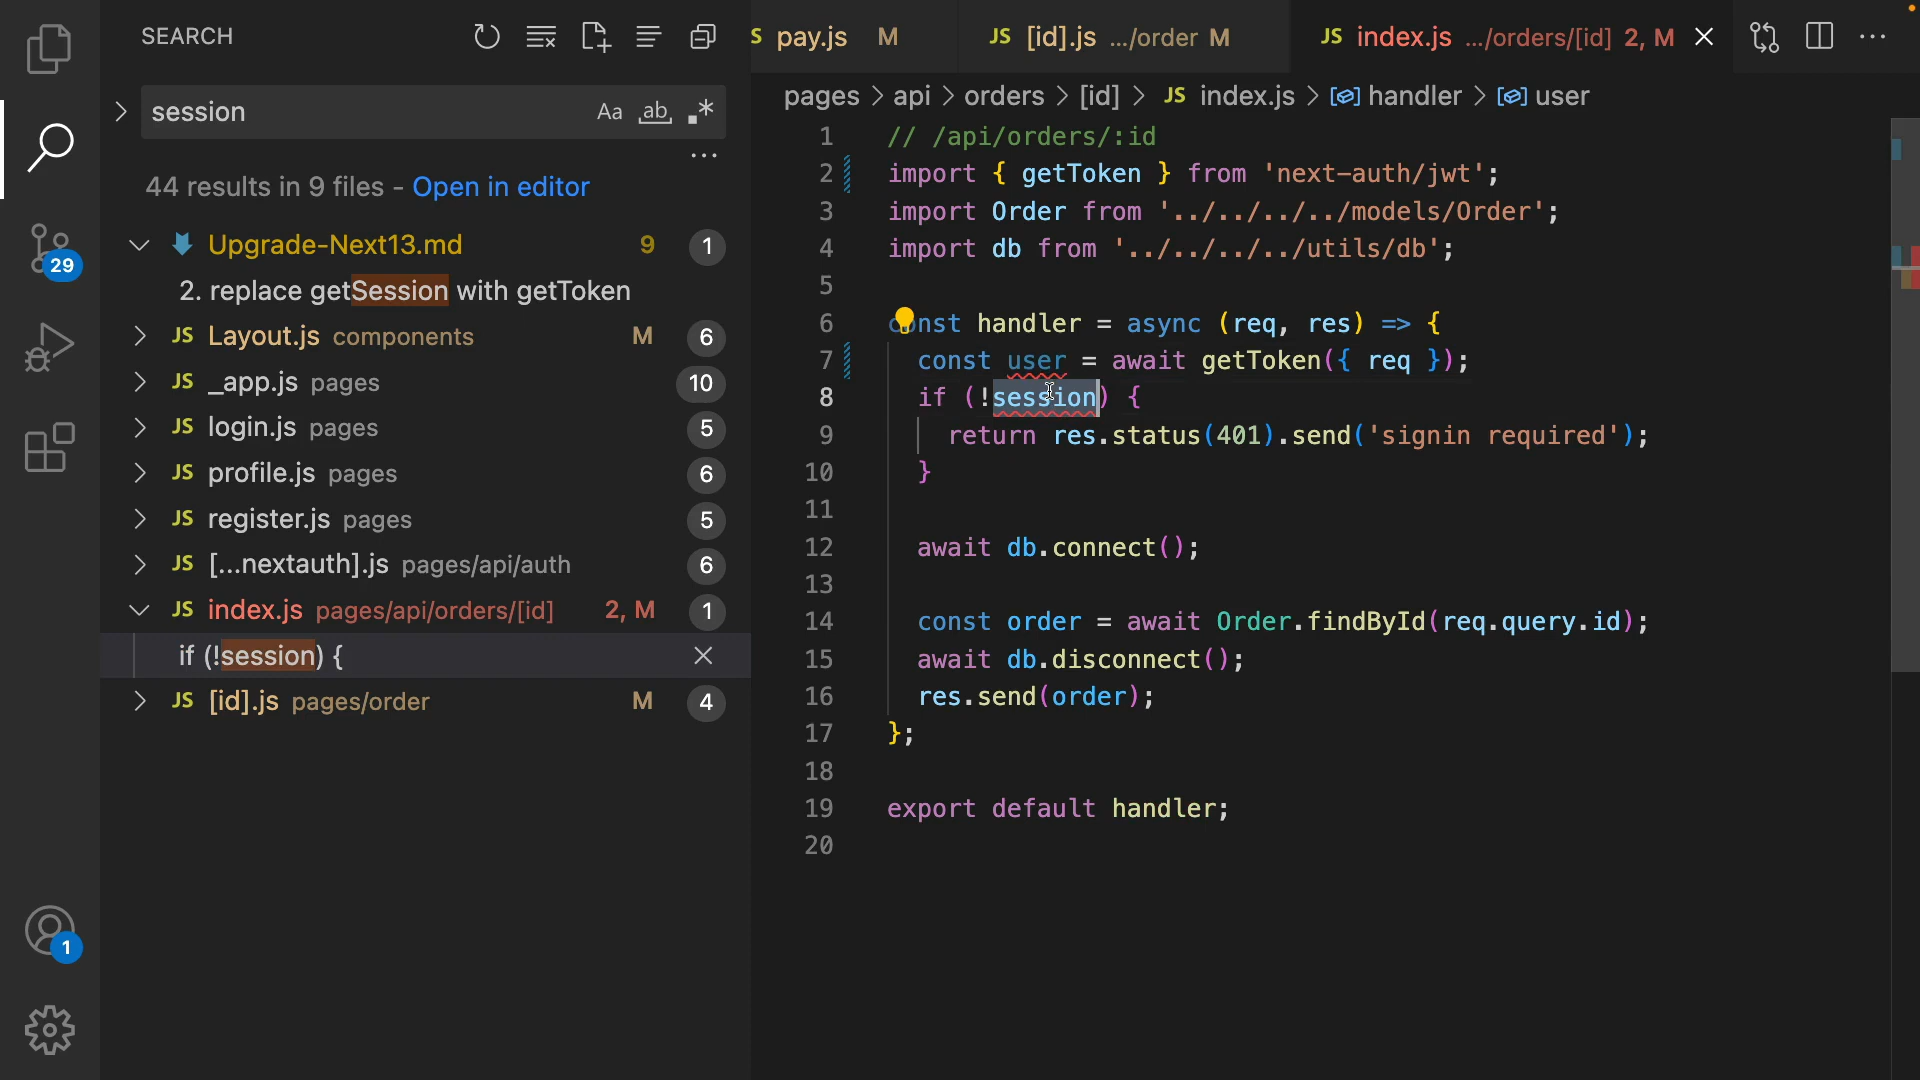 SEARCH
session
Aa ab .*
44 results in 9 files - Open in editor
Upgrade-Next13.md 9 1
2. replace getSession with getToken
JS Layout.js components M 6
JS _app.js pages 10
JS login.js pages 5
JS profile.js pages 6
JS register.js pages 5
JS [...nextauth].js pages/api/auth 6
JS index.js pages/api/orders/[id] 2, M 1
if (!session) {
JS [id].js pages/order M 4
29
1
S pay.js M
JS [id].js .../order M
JS index.js .../orders/[id] 2, M
pages > api > orders > [id] > JS index.js > handler > user
1 // /api/orders/:id
2 import { getToken } from 'next-auth/jwt';
3 import Order from '../../../../models/Order';
4 import db from '../../../../utils/db';
5
6 const handler = async (req, res) => {
7 const user = await getToken({ req });
8 if (!session) {
9 return res.status(401).send('signin required');
10 }
11
12 await db.connect();
13
14 const order = await Order.findById(req.query.id);
15 await db.disconnect();
16 res.send(order);
17 };
18
19 export default handler;
20